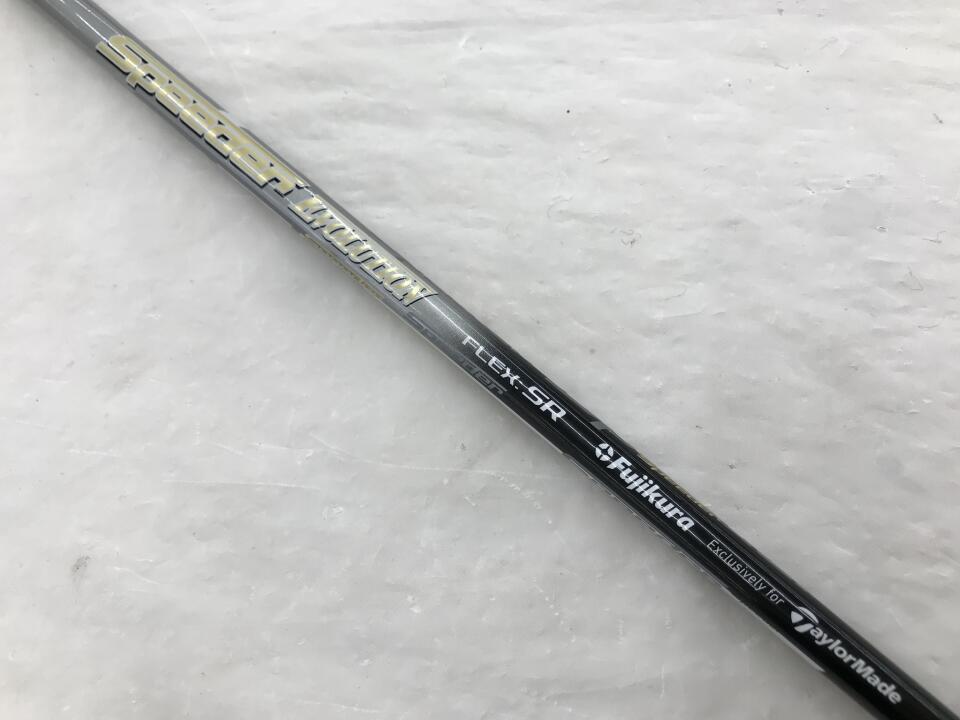 Speeder EVOLUTION
FLEX:SR
Fujikura
Exclusively for
TaylorMade